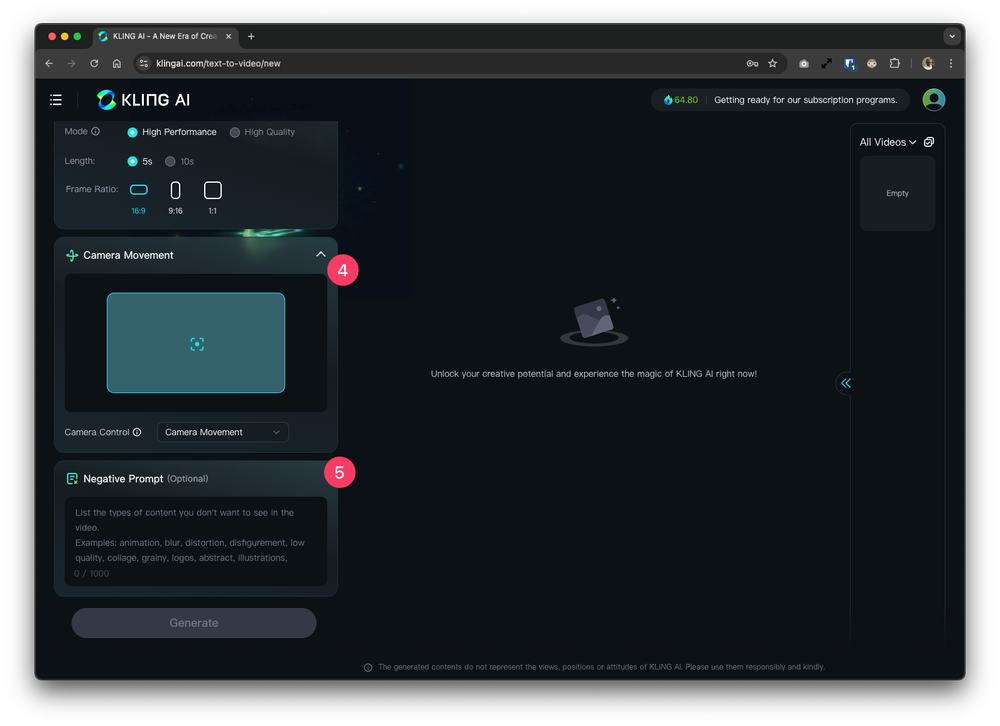 KLING AI - A New Era of Crea
klingai.com/text-to-video/new
1
KLING AI
64.80
Getting ready for our subscription programs.
Mode
High Performance
High Quality
Length:
5s
10s
Frame Ratio:
16:9
9:16
1:1
Camera Movement
4
Camera Control
Camera Movement
Negative Prompt (Optional)
5
List the types of content you don't want to see in the
video.
Examples: animation, blur, distortion, disfigurement, low
quality, collage, grainy, logos, abstract, illustrations,
0 / 1000
Generate
Unlock your creative potential and experience the magic of KLING AI right now!
All Videos
Empty
The generated contents do not represent the views, positions or attitudes of KLING AI. Please use them responsibly and kindly.